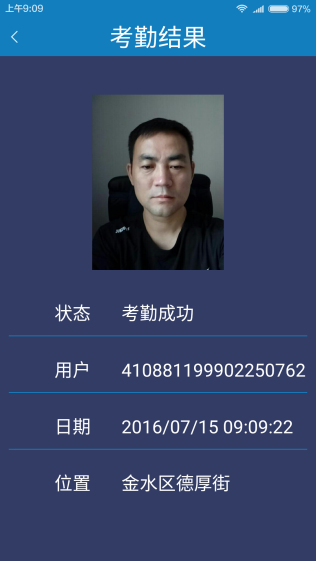 上午9:09
97%
考勤结果
状态 考勤成功
用户 410881199902250762
日期 2016/07/15 09:09:22
位置 金水区德厚街